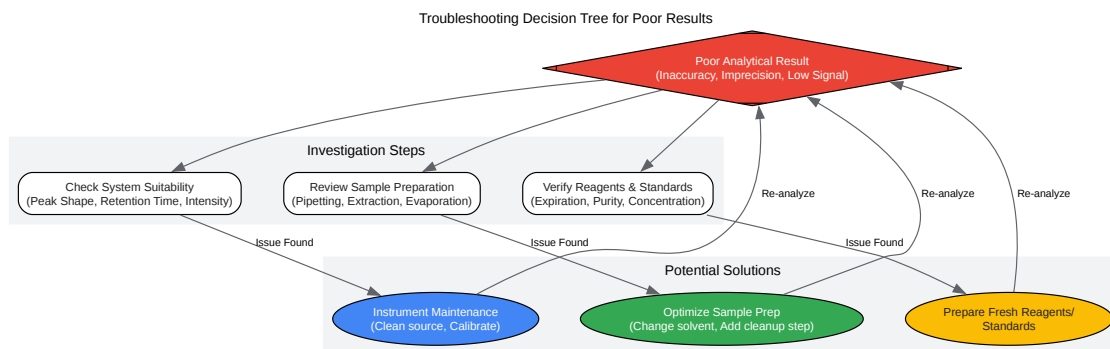 Troubleshooting Decision Tree for Poor Results
Poor Analytical Result
(Inaccuracy, Imprecision, Low Signal)
Investigation Steps
Check System Suitability
(Peak Shape, Retention Time, Intensity)
Review Sample Preparation
(Pipetting, Extraction, Evaporation)
Verify Reagents & Standards
(Expiration, Purity, Concentration)
Re-analyze
Re-analyze
Re-analyze
Issue Found
Issue Found
Issue Found
Potential Solutions
Instrument Maintenance
(Clean source, Calibrate)
Optimize Sample Prep
(Change solvent, Add cleanup step)
Prepare Fresh Reagents/
Standards